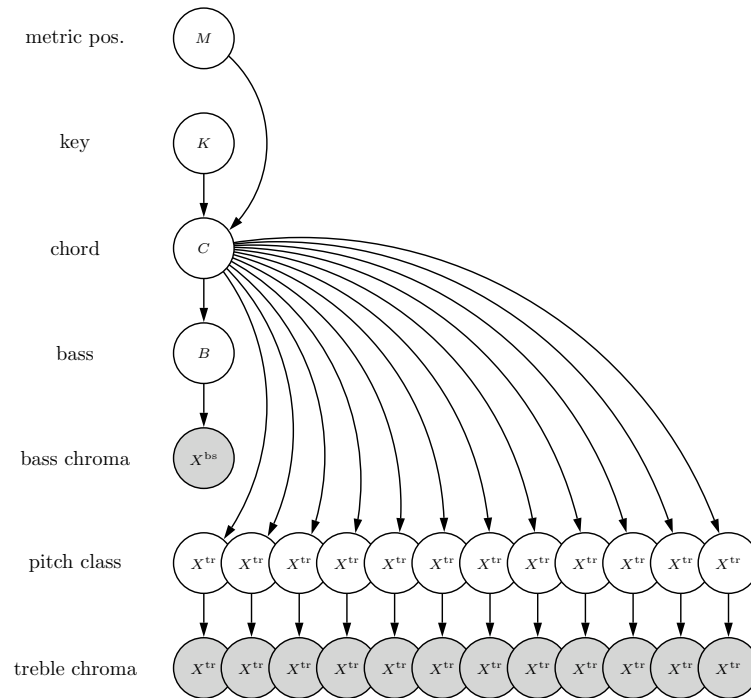 metric pos. M
key K
chord C
bass B
bass chroma X^bs
pitch class X^tr X^tr X^tr X^tr X^tr X^tr X^tr X^tr X^tr X^tr X^tr X^tr
treble chroma X^tr X^tr X^tr X^tr X^tr X^tr X^tr X^tr X^tr X^tr X^tr X^tr